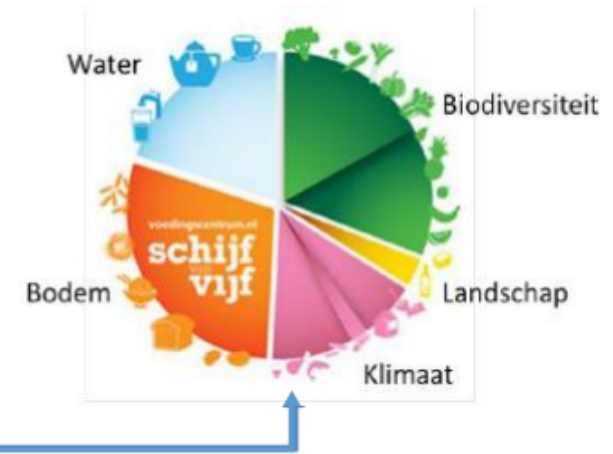 Water
Biodiversiteit
voedingscentrum.nl
schijf
vijf
Bodem
Landschap
Klimaat